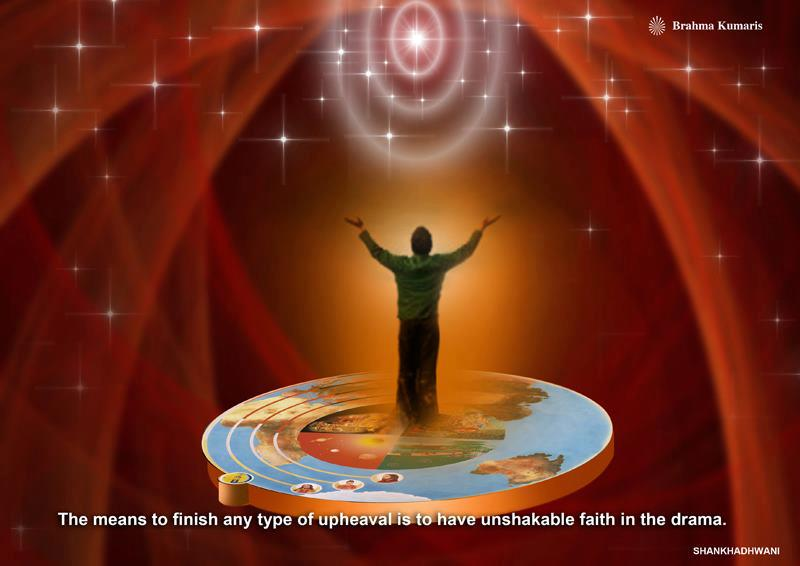 Brahma Kumaris
The means to finish any type of upheaval is to have unshakable faith in the drama.
SHANKHADHWANI